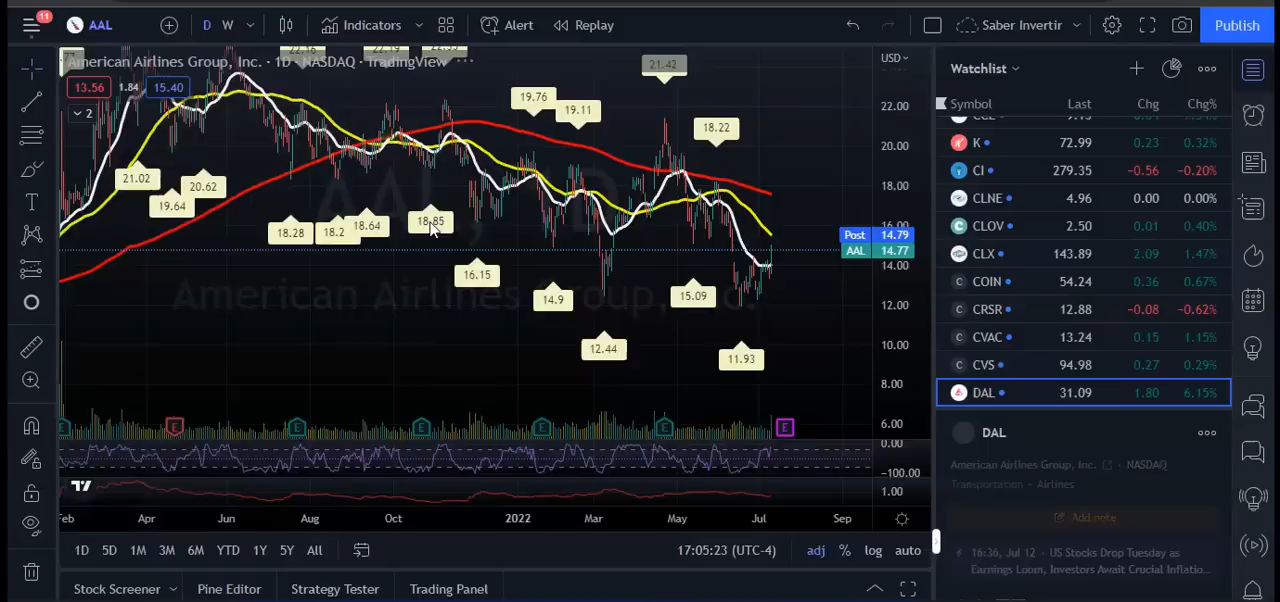 11
AAL
D W
Indicators
Alert
Replay
Saber Invertir
Publish
American Airlines Group, Inc. · 1D · NASDAQ · TradingView
13.56 1.84 15.40
2
USD
22.00
20.00
18.00
16.00
14.00
12.00
10.00
8.00
6.00
0.00
-100.00
1.00
21.42
19.76
19.11
18.22
21.02
20.62
19.64
18.28
18.2
18.64
18.85
16.15
14.9
15.09
12.44
11.93
Post 14.79
AAL 14.77
AAL, 1D
American Airlines Group, Inc.
E E E E E E E
Feb Apr Jun Aug Oct 2022 Mar May Jul Sep
1D 5D 1M 3M 6M YTD 1Y 5Y All
17:05:23 (UTC-4) adj % log auto
Stock Screener Pine Editor Strategy Tester Trading Panel
Watchlist
Symbol Last Chg Chg%
K 72.99 0.23 0.32%
CI 279.35 −0.56 −0.20%
CLNE 4.96 0.00 0.00%
CLOV 2.50 0.01 0.40%
CLX 143.89 2.09 1.47%
C COIN 54.24 0.36 0.67%
C CRSR 12.88 −0.08 −0.62%
C CVAC 13.24 0.15 1.15%
C CVS 94.98 0.27 0.29%
DAL 31.09 1.80 6.15%
DAL
American Airlines Group, Inc. · NASDAQ
Transportation · Airlines
Add note
16:36, Jul 12 · US Stocks Drop Tuesday as
Earnings Loom, Investors Await Crucial Inflatio...